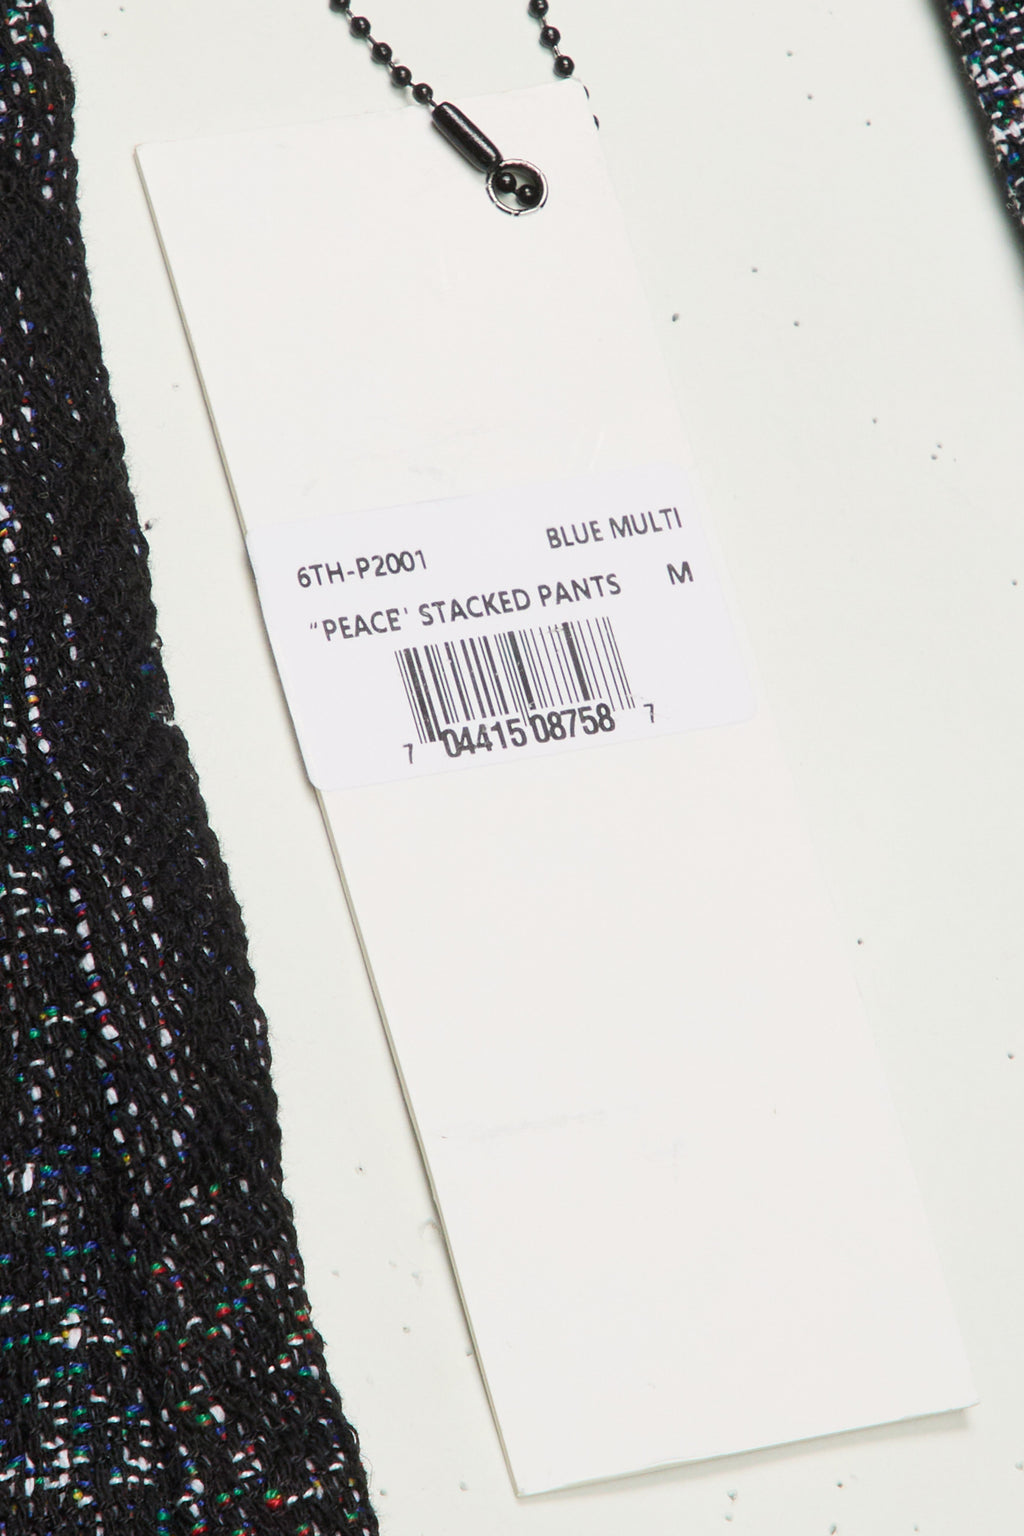 6TH-P2001 BLUE MULTI
"PEACE' STACKED PANTS M
7 04415 08758 7